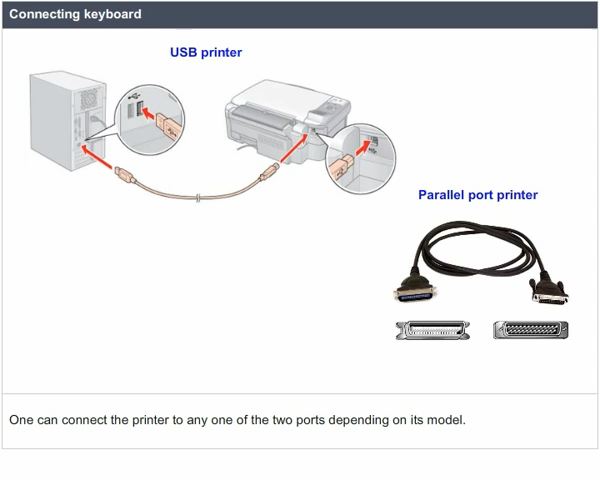 Connecting keyboard
USB printer
Parallel port printer
One can connect the printer to any one of the two ports depending on its model.